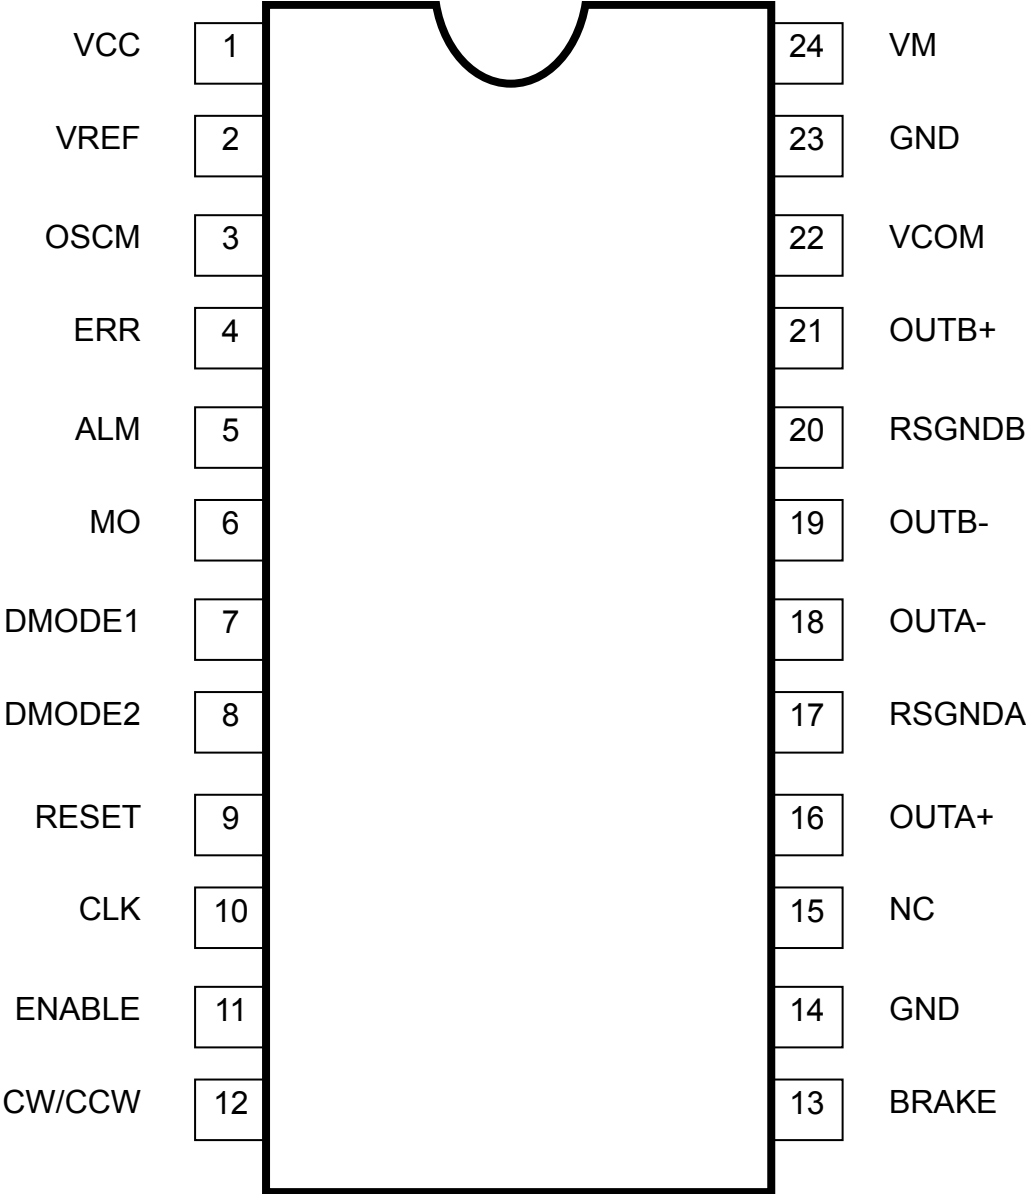 VCC 1 24 VM
VREF 2 23 GND
OSCM 3 22 VCOM
ERR 4 21 OUTB+
ALM 5 20 RSGNDB
MO 6 19 OUTB-
DMODE1 7 18 OUTA-
DMODE2 8 17 RSGNDA
RESET 9 16 OUTA+
CLK 10 15 NC
ENABLE 11 14 GND
CW/CCW 12 13 BRAKE